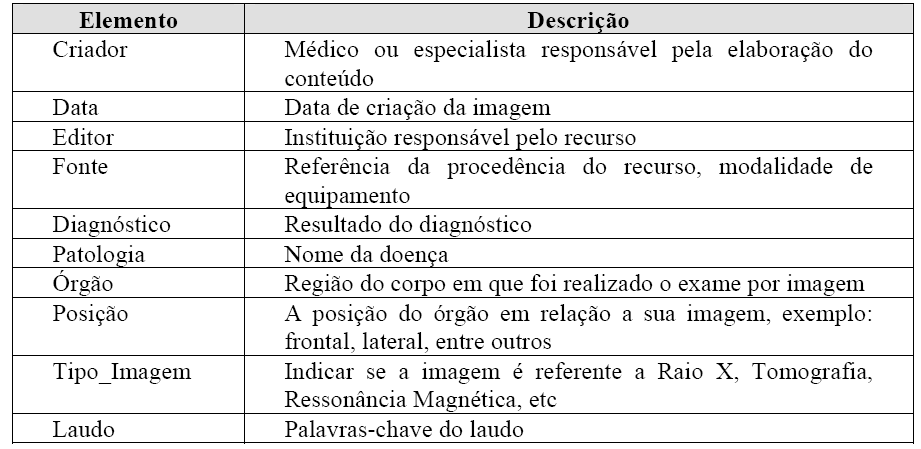 Elemento Descrição
Criador Médico ou especialista responsável pela elaboração do
conteúdo
Data Data de criação da imagem
Editor Instituição responsável pelo recurso
Fonte Referência da procedência do recurso, modalidade de
equipamento
Diagnóstico Resultado do diagnóstico
Patologia Nome da doença
Órgão Região do corpo em que foi realizado o exame por imagem
Posição A posição do órgão em relação a sua imagem, exemplo:
frontal, lateral, entre outros
Tipo_Imagem Indicar se a imagem é referente a Raio X, Tomografia,
Ressonância Magnética, etc
Laudo Palavras-chave do laudo